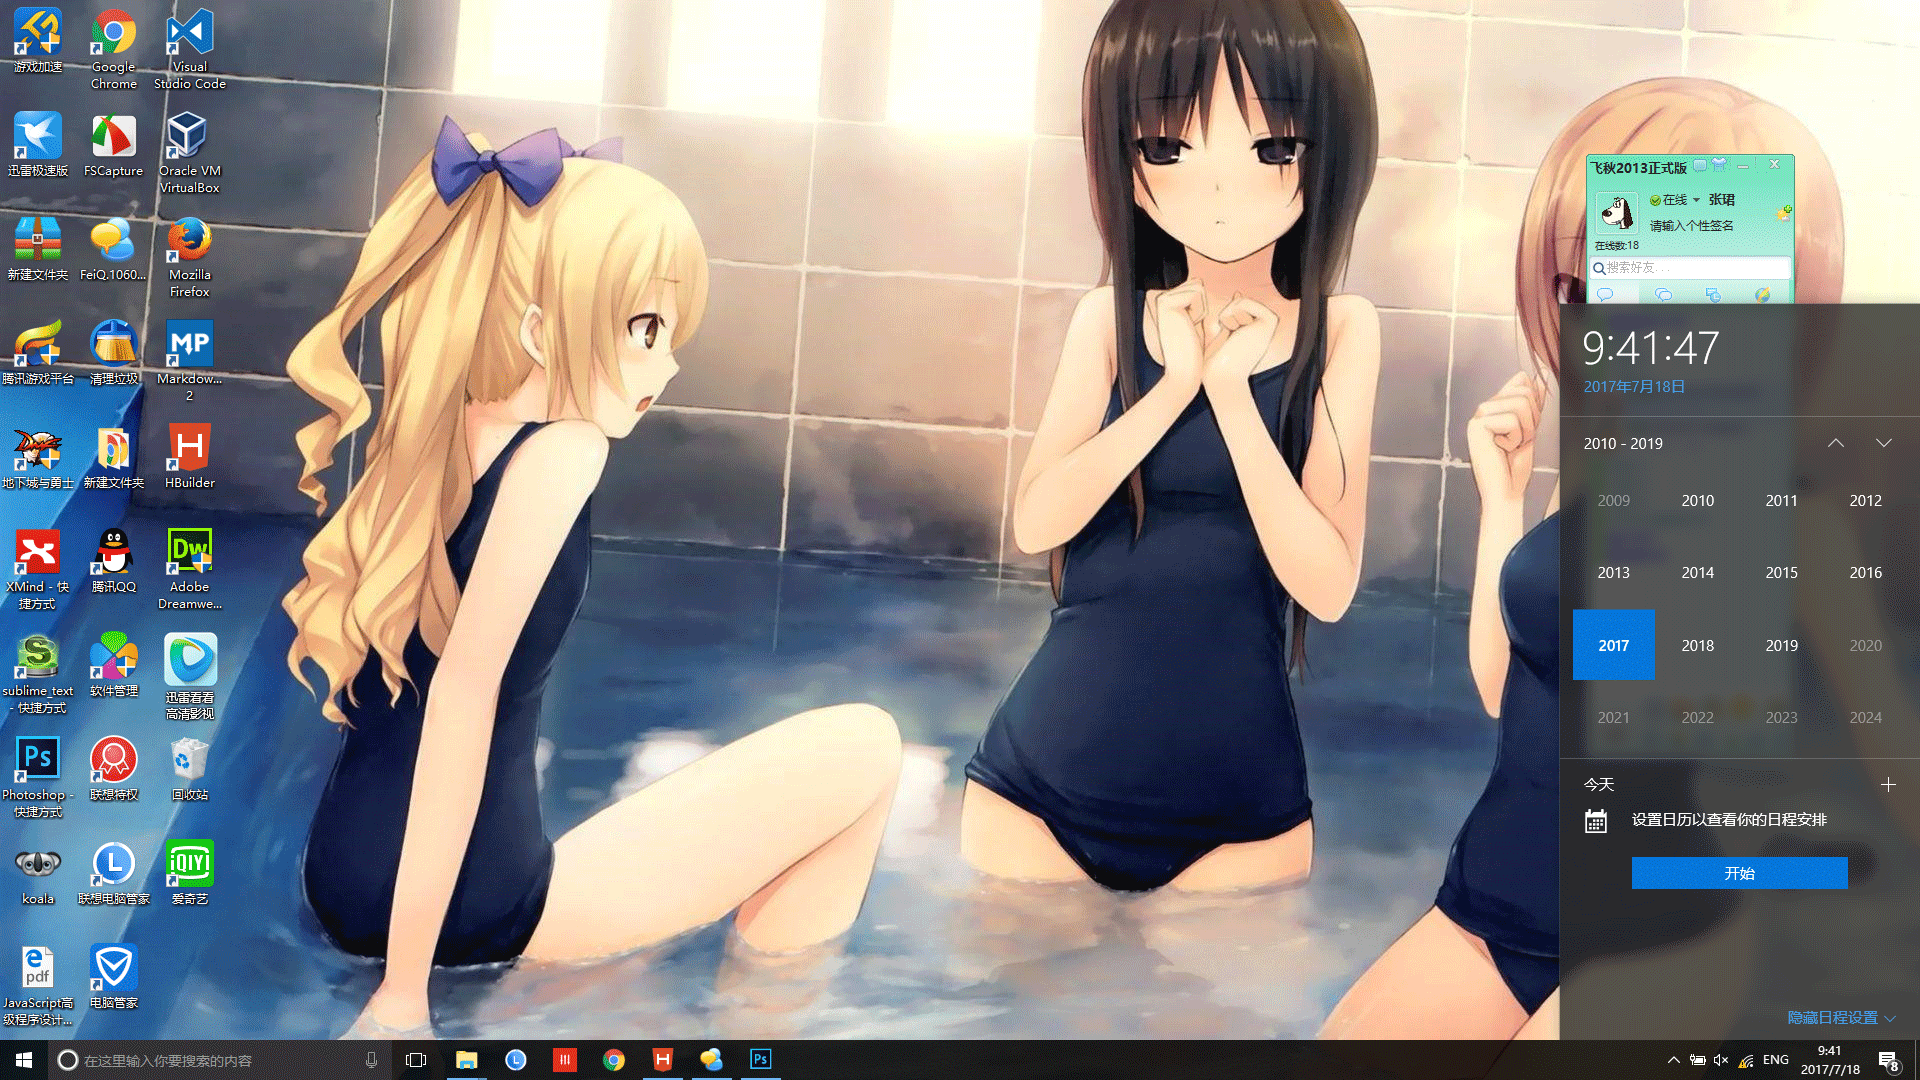 游戏加速
Google
Chrome
Visual
Studio Code
迅雷极速版
FSCapture
Oracle VM
VirtualBox
新建文件夹
FeiQ.1060...
Mozilla
Firefox
腾讯游戏平台
清理垃圾
MP
Markdow...
2
地下城与勇士
新建文件夹
H
HBuilder
XMind - 快
捷方式
腾讯QQ
Dw
Adobe
Dreamwe...
sublime_text
- 快捷方式
软件管理
迅雷看看
高清影视
Ps
Photoshop -
快捷方式
联想特权
回收站
koala
联想电脑管家
iQIYI
爱奇艺
pdf
JavaScript高
级程序设计...
电脑管家
飞秋2013正式版
在线
张珺
请输入个性签名
在线数:18
搜索好友...
9:41:47
2017年7月18日
2010 - 2019
2009 2010 2011 2012
2013 2014 2015 2016
2017 2018 2019 2020
2021 2022 2023 2024
今天
设置日历以查看你的日程安排
开始
隐藏日程设置
在这里输入你要搜索的内容
H
Ps
ENG
9:41
2017/7/18
8